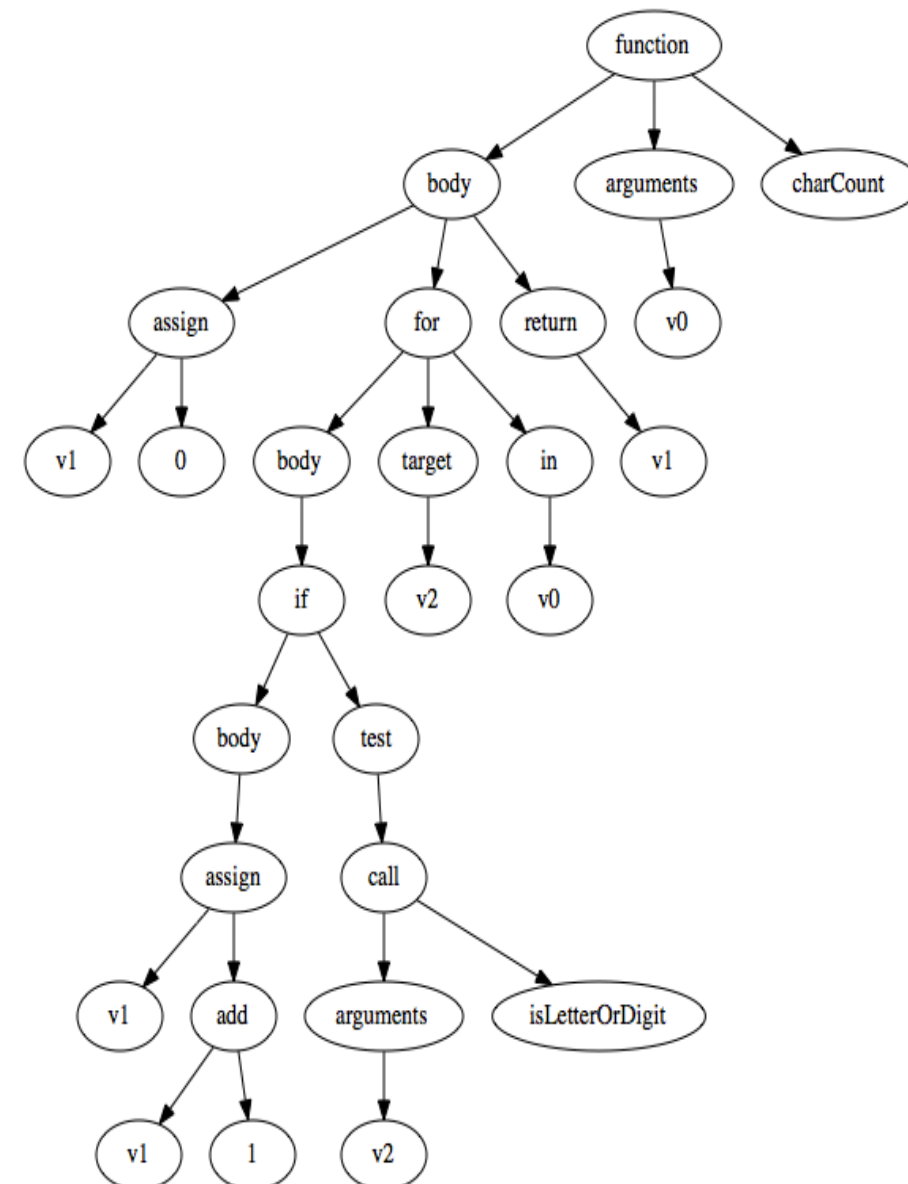 function
body
arguments
charCount
assign
for
return
v0
v1
0
body
target
in
v1
if
v2
v0
body
test
assign
call
v1
add
arguments
isLetterOrDigit
v1
1
v2